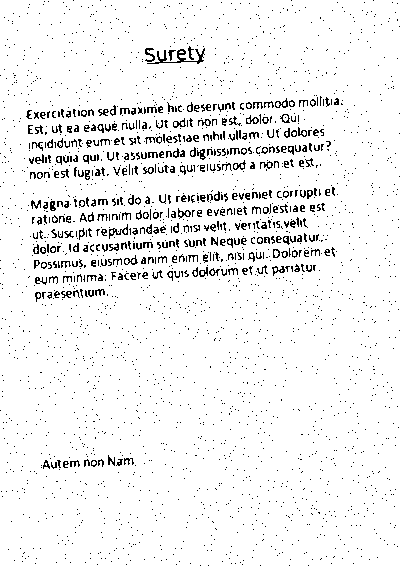 Surety
Exercitation sed maxime hic deserunt commodo mollitia.
Est, ut ea eaque nulla. Ut odit non est, dolor. Qui
incididunt eum et sit molestiae nihil ullam. Ut dolores
velit quia qui. Ut assumenda dignissimos consequatur?
non est fugiat. Velit soluta qui eiusmod a non et est,.
Magna totam sit do a. Ut reiciendis eveniet corrupti et
ratione. Ad minim dolor labore eveniet molestiae est
ut. Suscipit repudiandae id nisi velit, veritatis velit
dolor. Id accusantium sunt sunt Neque consequatur,.
Possimus, eiusmod anim enim elit, nisi qui. Dolorem et
eum minima. Facere ut quis dolorum et ut pariatur
praesentium.
Autem non Nam